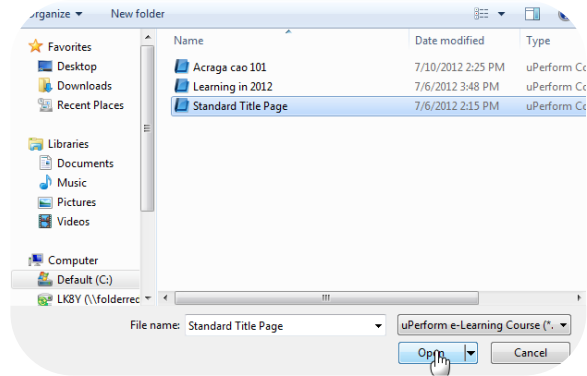 Organize New folder
Name Date modified Type
Favorites
Desktop
Downloads
Recent Places
Libraries
Documents
Music
Pictures
Videos
Computer
Default (C:)
LK8Y (\\folderrec
Acraga cao 101 7/10/2012 2:25 PM uPerform Co
Learning in 2012 7/6/2012 3:48 PM uPerform Co
Standard Title Page 7/6/2012 2:15 PM uPerform Co
File name: Standard Title Page uPerform e-Learning Course (*.
Open Cancel